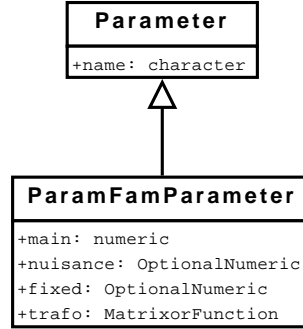 Parameter
+name: character
ParamFamParameter
+main: numeric
+nuisance: OptionalNumeric
+fixed: OptionalNumeric
+trafo: MatrixorFunction